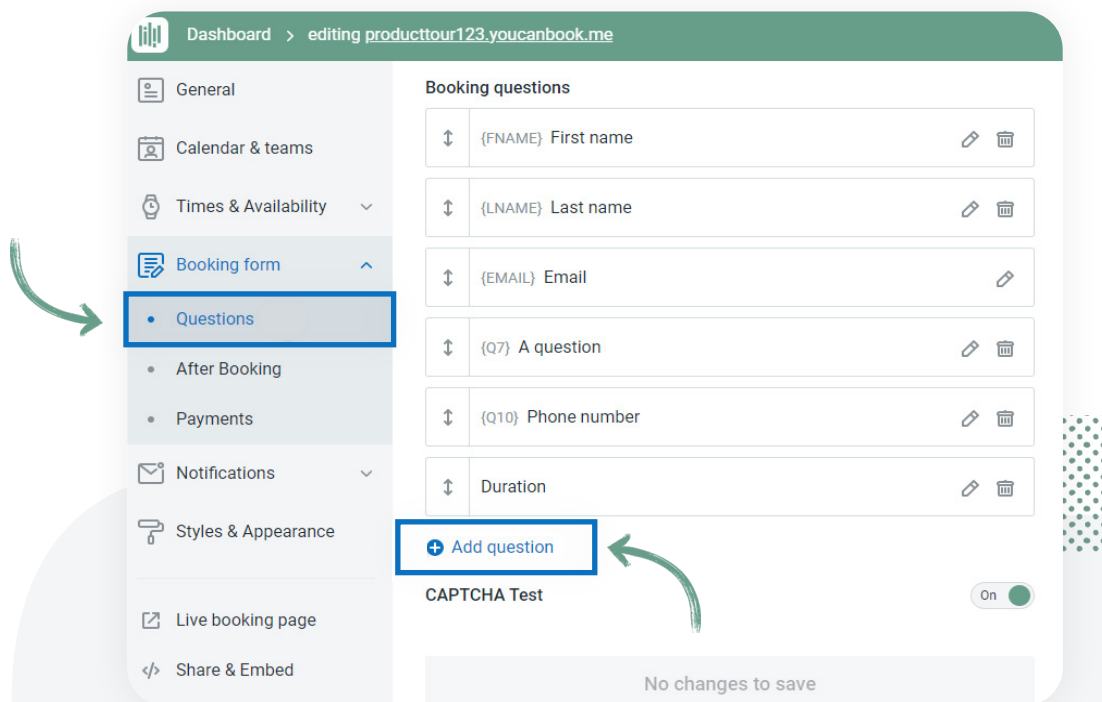 Dashboard > editing producttour123.youcanbook.me
General
Calendar & teams
Times & Availability
Booking form
Questions
After Booking
Payments
Notifications
Styles & Appearance
Live booking page
Share & Embed
Booking questions
{FNAME} First name
{LNAME} Last name
{EMAIL} Email
{Q7} A question
{Q10} Phone number
Duration
Add question
CAPTCHA Test
On
No changes to save